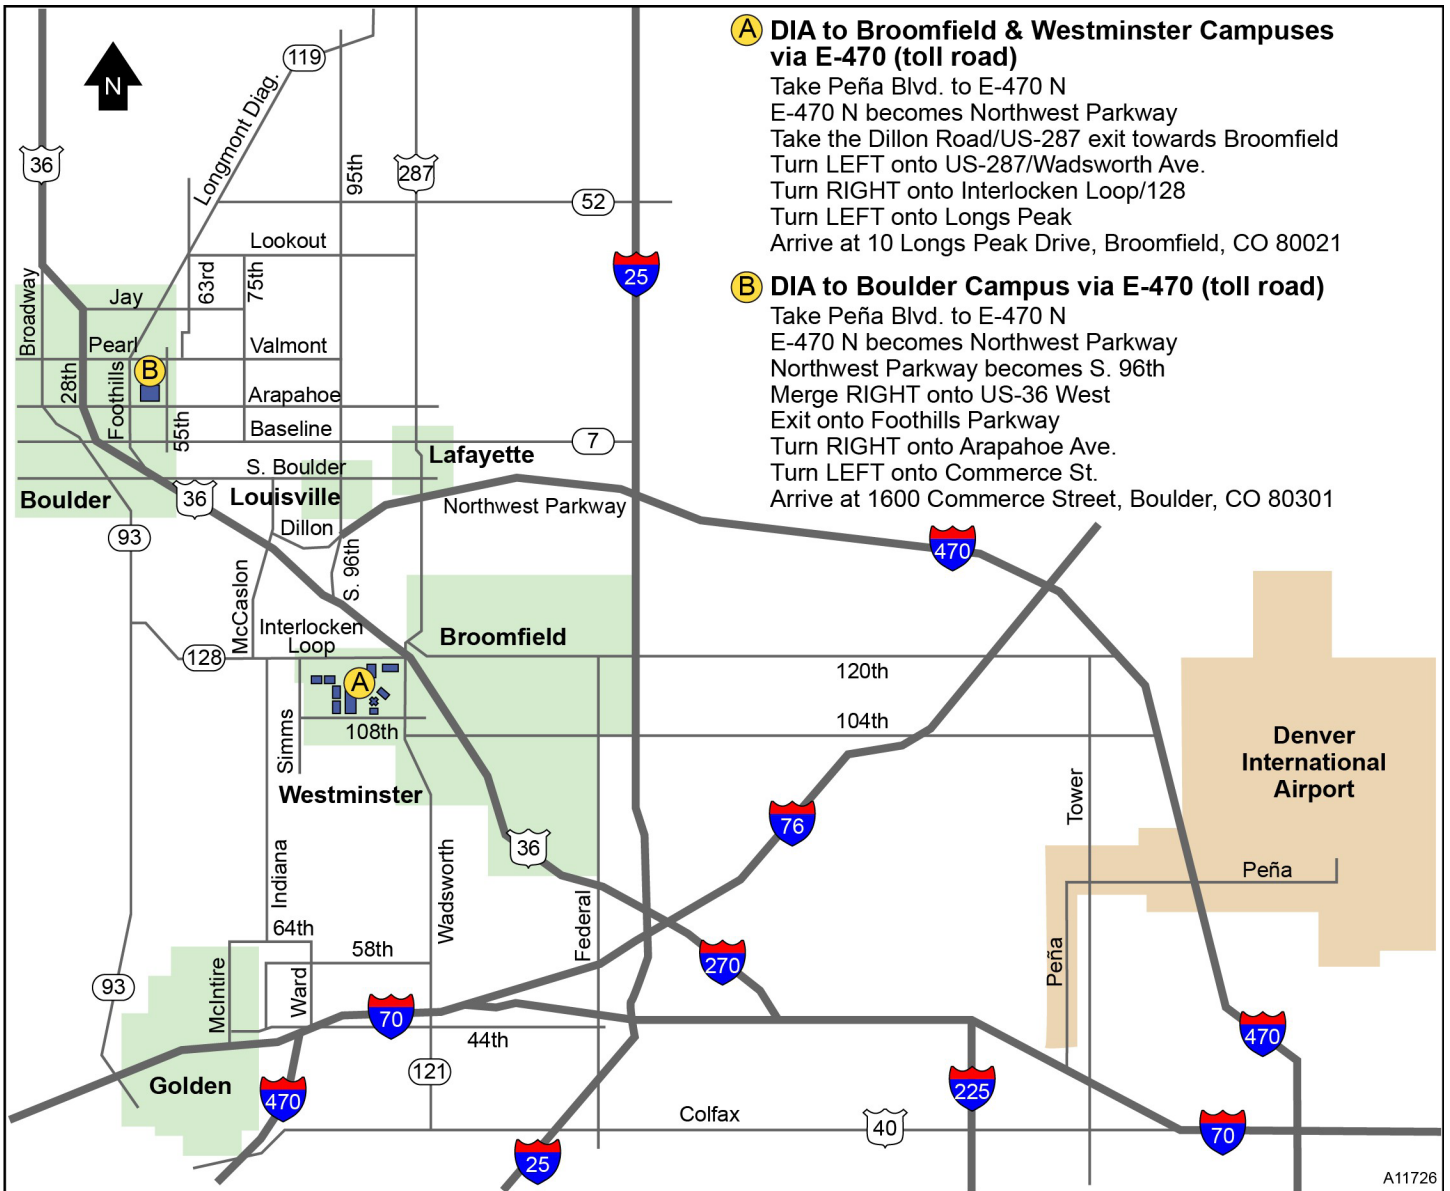 A DIA to Broomfield & Westminster Campuses
via E-470 (toll road)
Take Peña Blvd. to E-470 N
E-470 N becomes Northwest Parkway
Take the Dillon Road/US-287 exit towards Broomfield
Turn LEFT onto US-287/Wadsworth Ave.
Turn RIGHT onto Interlocken Loop/128
Turn LEFT onto Longs Peak
Arrive at 10 Longs Peak Drive, Broomfield, CO 80021
B DIA to Boulder Campus via E-470 (toll road)
Take Peña Blvd. to E-470 N
E-470 N becomes Northwest Parkway
Northwest Parkway becomes S. 96th
Merge RIGHT onto US-36 West
Exit onto Foothills Parkway
Turn RIGHT onto Arapahoe Ave.
Turn LEFT onto Commerce St.
Arrive at 1600 Commerce Street, Boulder, CO 80301
N
119
36
Longmont Diag.
95th
287
52
Lookout
25
Broadway
63rd
75th
Jay
Pearl
Valmont
B
28th
Foothills
55th
Arapahoe
Baseline
7
Lafayette
S. Boulder
Boulder
36
Louisville
Northwest Parkway
Dillon
93
470
S. 96th
McCaslon
Interlocken
Loop
Broomfield
128
A
120th
104th
108th
Simms
Westminster
Denver
International
Airport
Tower
76
36
Peña
Indiana
Wadsworth
Federal
64th
58th
270
Peña
McIntire
Ward
93
70
44th
470
Golden
470
121
225
Colfax
40
70
25
A11726